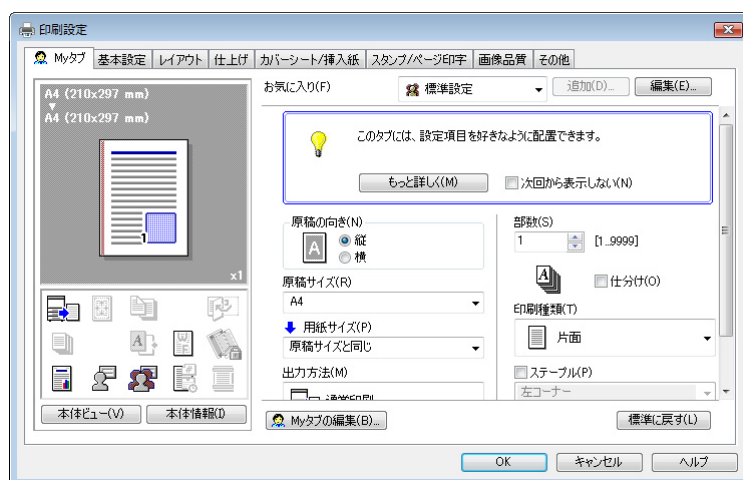 印刷設定
Myタブ 基本設定 レイアウト 仕上げ カバーシート/挿入紙 スタンプ/ページ印字 画像品質 その他
A4 (210x297 mm)
A4 (210x297 mm)
1
x1
本体ビュー(V) 本体情報(I)
お気に入り(F) 標準設定 追加(D)... 編集(E)...
このタブには、設定項目を好きなように配置できます。
もっと詳しく(M) 次回から表示しない(N)
原稿の向き(N)
A
縦
横
原稿サイズ(R)
A4
用紙サイズ(P)
原稿サイズと同じ
出力方法(M)
通常印刷
部数(S)
1 [1..9999]
A 仕分け(O)
印刷種類(T)
片面
ステープル(P)
左コーナー
Myタブの編集(B)... 標準に戻す(L)
OK キャンセル ヘルプ